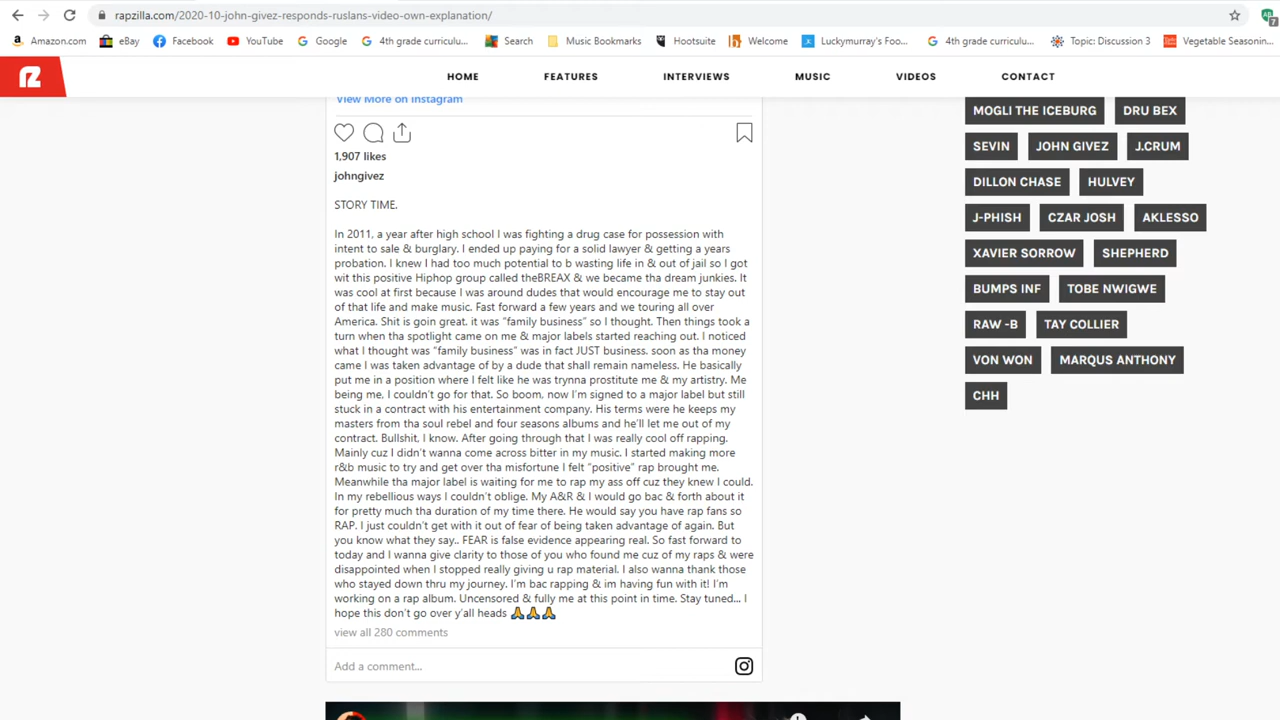 rapzilla.com/2020-10-john-givez-responds-ruslans-video-own-explanation/
7
Amazon.com
eBay
Facebook
YouTube
Google
4th grade curriculu...
Search
Music Bookmarks
Hootsuite
Welcome
Luckymurray's Foo...
4th grade curriculu...
Topic: Discussion 3
Vegetable Seasonin...
HOME
FEATURES
INTERVIEWS
MUSIC
VIDEOS
CONTACT
View More on Instagram
1,907 likes
johngivez
STORY TIME.
In 2011, a year after high school I was fighting a drug case for possession with
intent to sale & burglary. I ended up paying for a solid lawyer & getting a years
probation. I knew I had too much potential to b wasting life in & out of jail so I got
wit this positive Hiphop group called theBREAX & we became tha dream junkies. It
was cool at first because I was around dudes that would encourage me to stay out
of that life and make music. Fast forward a few years and we touring all over
America. Shit is goin great. it was “family business” so I thought. Then things took a
turn when tha spotlight came on me & major labels started reaching out. I noticed
what I thought was “family business” was in fact JUST business. soon as tha money
came I was taken advantage of by a dude that shall remain nameless. He basically
put me in a position where I felt like he was trynna prostitute me & my artistry. Me
being me. I couldn’t go for that. So boom, now I’m signed to a major label but still
stuck in a contract with his entertainment company. His terms were he keeps my
masters from tha soul rebel and four seasons albums and he’ll let me out of my
contract. Bullshit, I know. After going through that I was really cool off rapping.
Mainly cuz I didn’t wanna come across bitter in my music. I started making more
r&b music to try and get over tha misfortune I felt “positive” rap brought me.
Meanwhile tha major label is waiting for me to rap my ass off cuz they knew I could.
In my rebellious ways I couldn’t oblige. My A&R & I would go bac & forth about it
for pretty much tha duration of my time there. He would say you have rap fans so
RAP. I just couldn’t get with it out of fear of being taken advantage of again. But
you know what they say.. FEAR is false evidence appearing real. So fast forward to
today and I wanna give clarity to those of you who found me cuz of my raps & were
disappointed when I stopped really giving u rap material. I also wanna thank those
who stayed down thru my journey. I’m bac rapping & im having fun with it! I’m
working on a rap album. Uncensored & fully me at this point in time. Stay tuned... I
hope this don’t go over y’all heads 🙏🙏🙏
view all 280 comments
Add a comment...
MOGLI THE ICEBURG
DRU BEX
SEVIN
JOHN GIVEZ
J.CRUM
DILLON CHASE
HULVEY
J-PHISH
CZAR JOSH
AKLESSO
XAVIER SORROW
SHEPHERD
BUMPS INF
TOBE NWIGWE
RAW -B
TAY COLLIER
VON WON
MARQUS ANTHONY
CHH